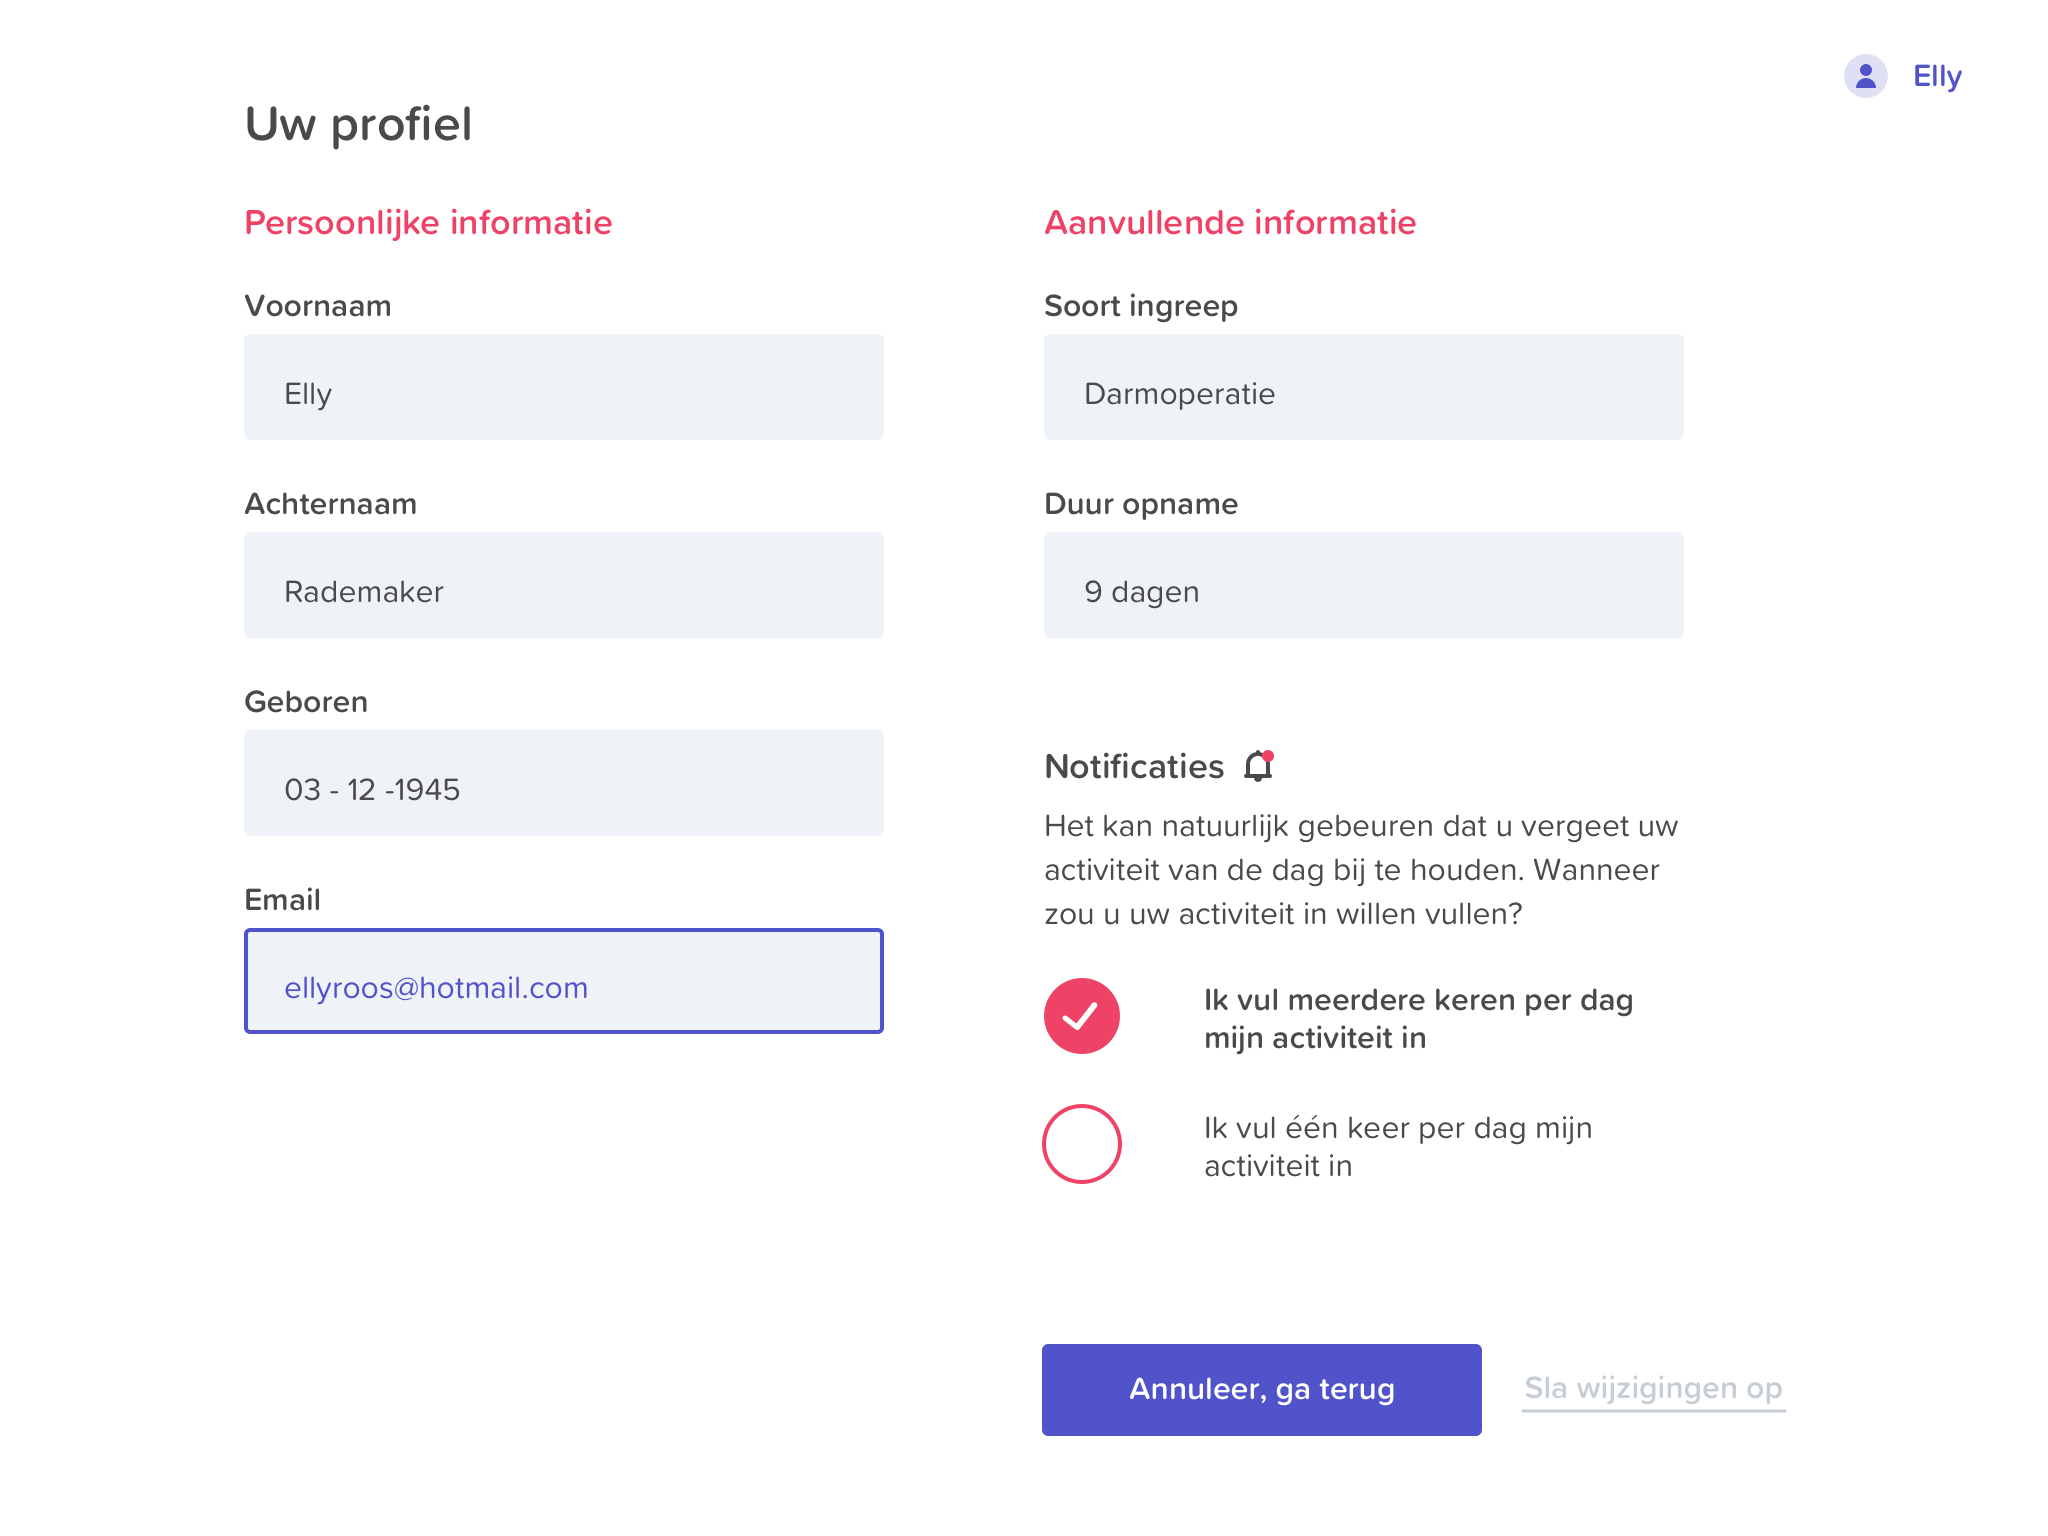 Elly
Uw profiel
Persoonlijke informatie
Voornaam
Elly
Achternaam
Rademaker
Geboren
03 - 12 -1945
Email
ellyroos@hotmail.com
Aanvullende informatie
Soort ingreep
Darmoperatie
Duur opname
9 dagen
Notificaties
Het kan natuurlijk gebeuren dat u vergeet uw
activiteit van de dag bij te houden. Wanneer
zou u uw activiteit in willen vullen?
Ik vul meerdere keren per dag
mijn activiteit in
Ik vul één keer per dag mijn
activiteit in
Annuleer, ga terug
Sla wijzigingen op